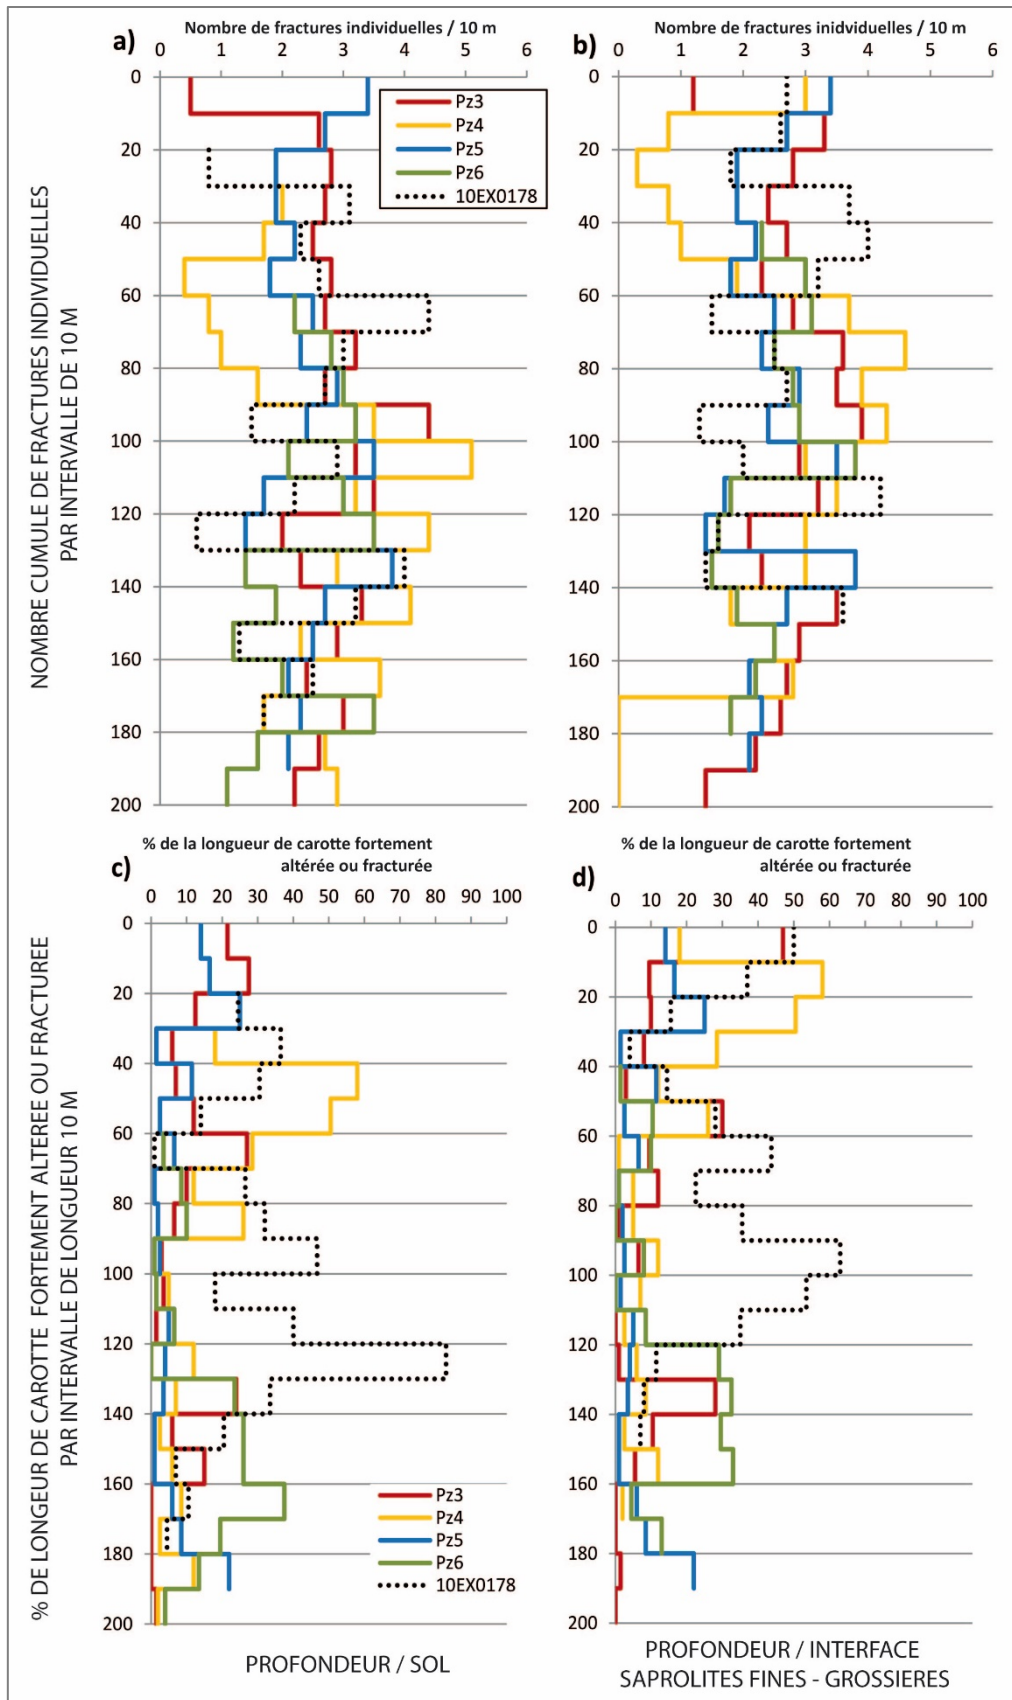 Nombre de fractures individuelles / 10 m
a)
0 1 2 3 4 5 6
0
20
40
60
80
100
120
140
160
180
200
Pz3
Pz4
Pz5
Pz6
10EX0178
Nombre de fractures individuelles / 10 m
b)
0 1 2 3 4 5 6
0
20
40
60
80
100
120
140
160
180
200
NOMBRE CUMULE DE FRACTURES INDIVIDUELLES
PAR INTERVALLE DE 10 M
% de la longueur de carotte fortement
altérée ou fracturée
c)
0 10 20 30 40 50 60 70 80 90 100
0
20
40
60
80
100
120
140
160
180
200
Pz3
Pz4
Pz5
Pz6
10EX0178
% de la longueur de carotte fortement
altérée ou fracturée
d)
0 10 20 30 40 50 60 70 80 90 100
0
20
40
60
80
100
120
140
160
180
200
% DE LONGEUR DE CAROTTE FORTEMENT ALTEREE OU FRACTUREE
PAR INTERVALLE DE LONGUEUR 10 M
PROFONDEUR / SOL
PROFONDEUR / INTERFACE
SAPROLITES FINES - GROSSIERES